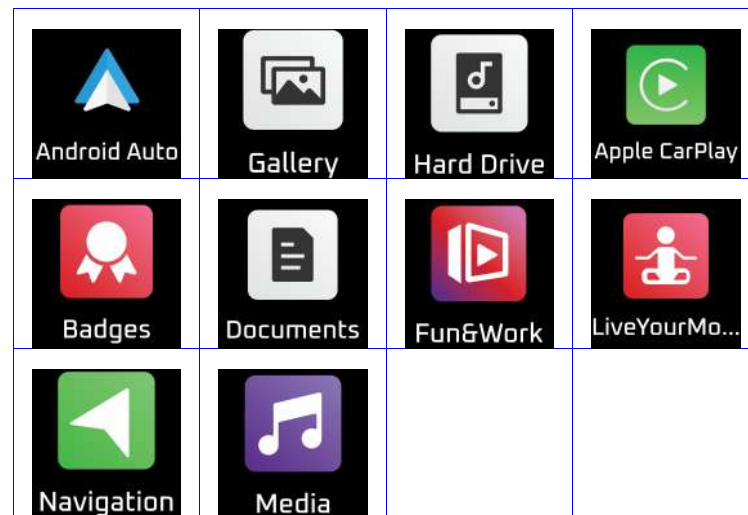 Android Auto
Gallery
Hard Drive
Apple CarPlay
Badges
Documents
Fun&Work
LiveYourMo...
Navigation
Media